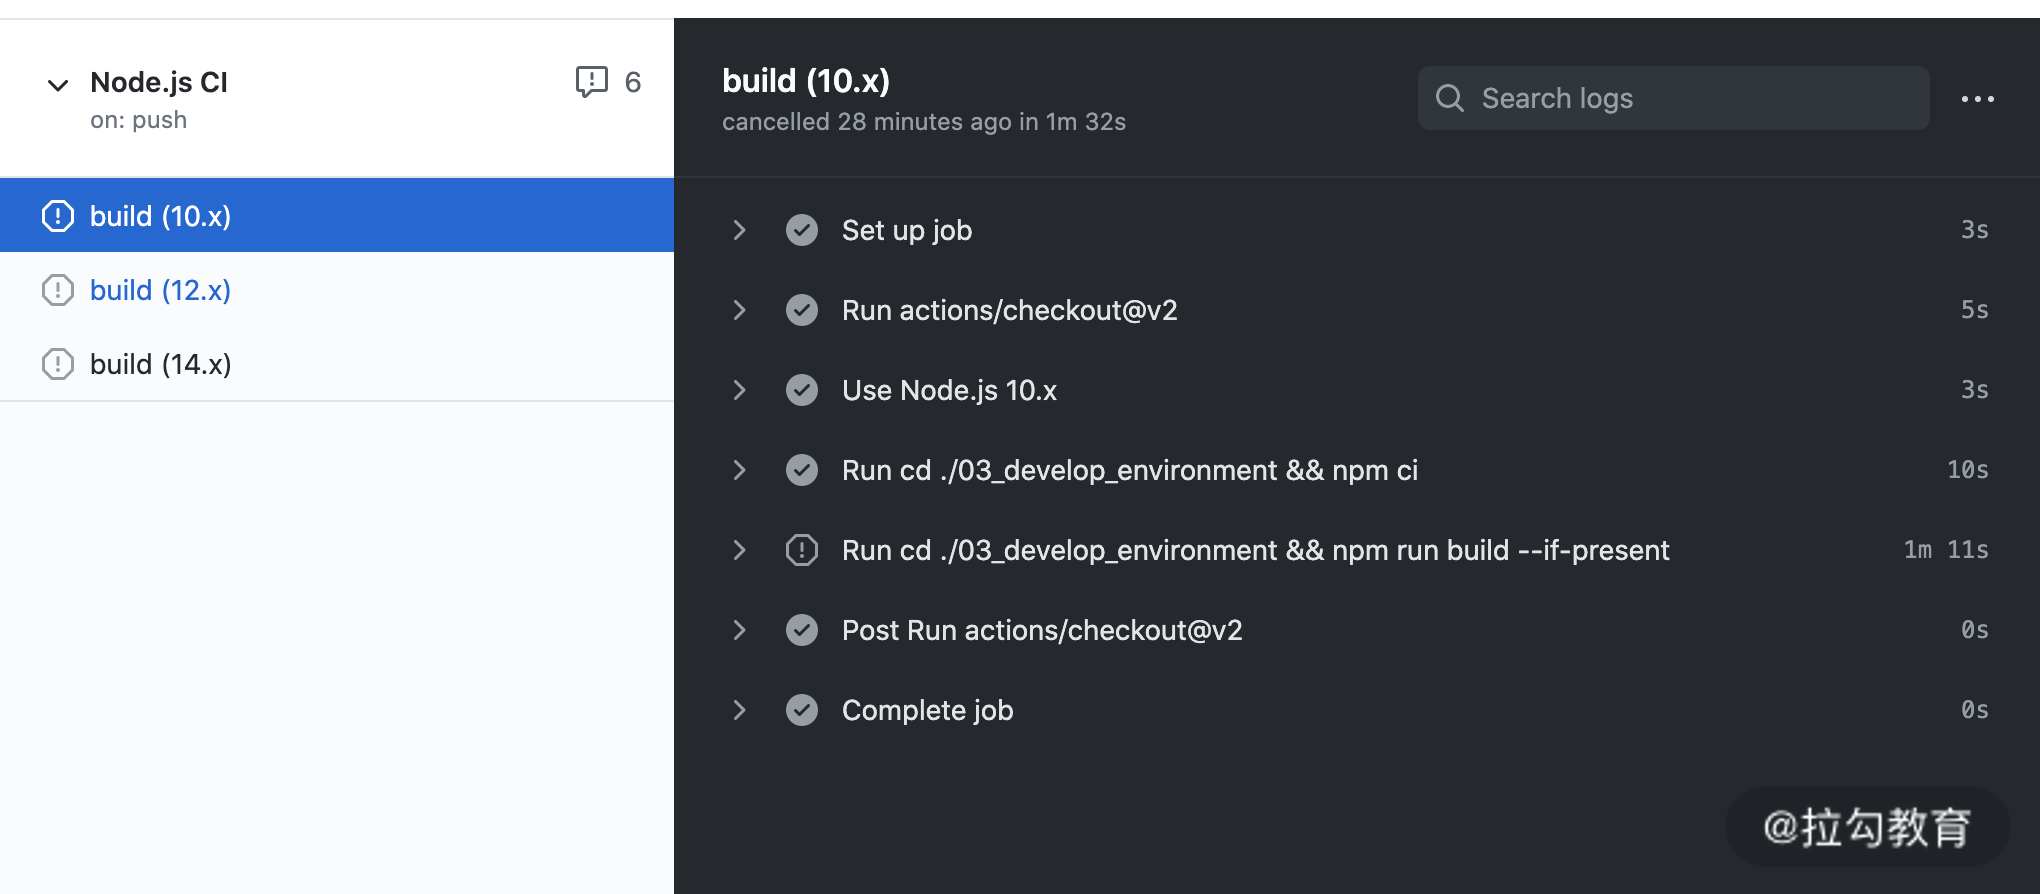 Node.js CI
6
on: push
build (10.x)
build (12.x)
build (14.x)
build (10.x)
cancelled 28 minutes ago in 1m 32s
Search logs
Set up job
3s
Run actions/checkout@v2
5s
Use Node.js 10.x
3s
Run cd ./03_develop_environment && npm ci
10s
Run cd ./03_develop_environment && npm run build --if-present
1m 11s
Post Run actions/checkout@v2
0s
Complete job
0s
@拉勾教育